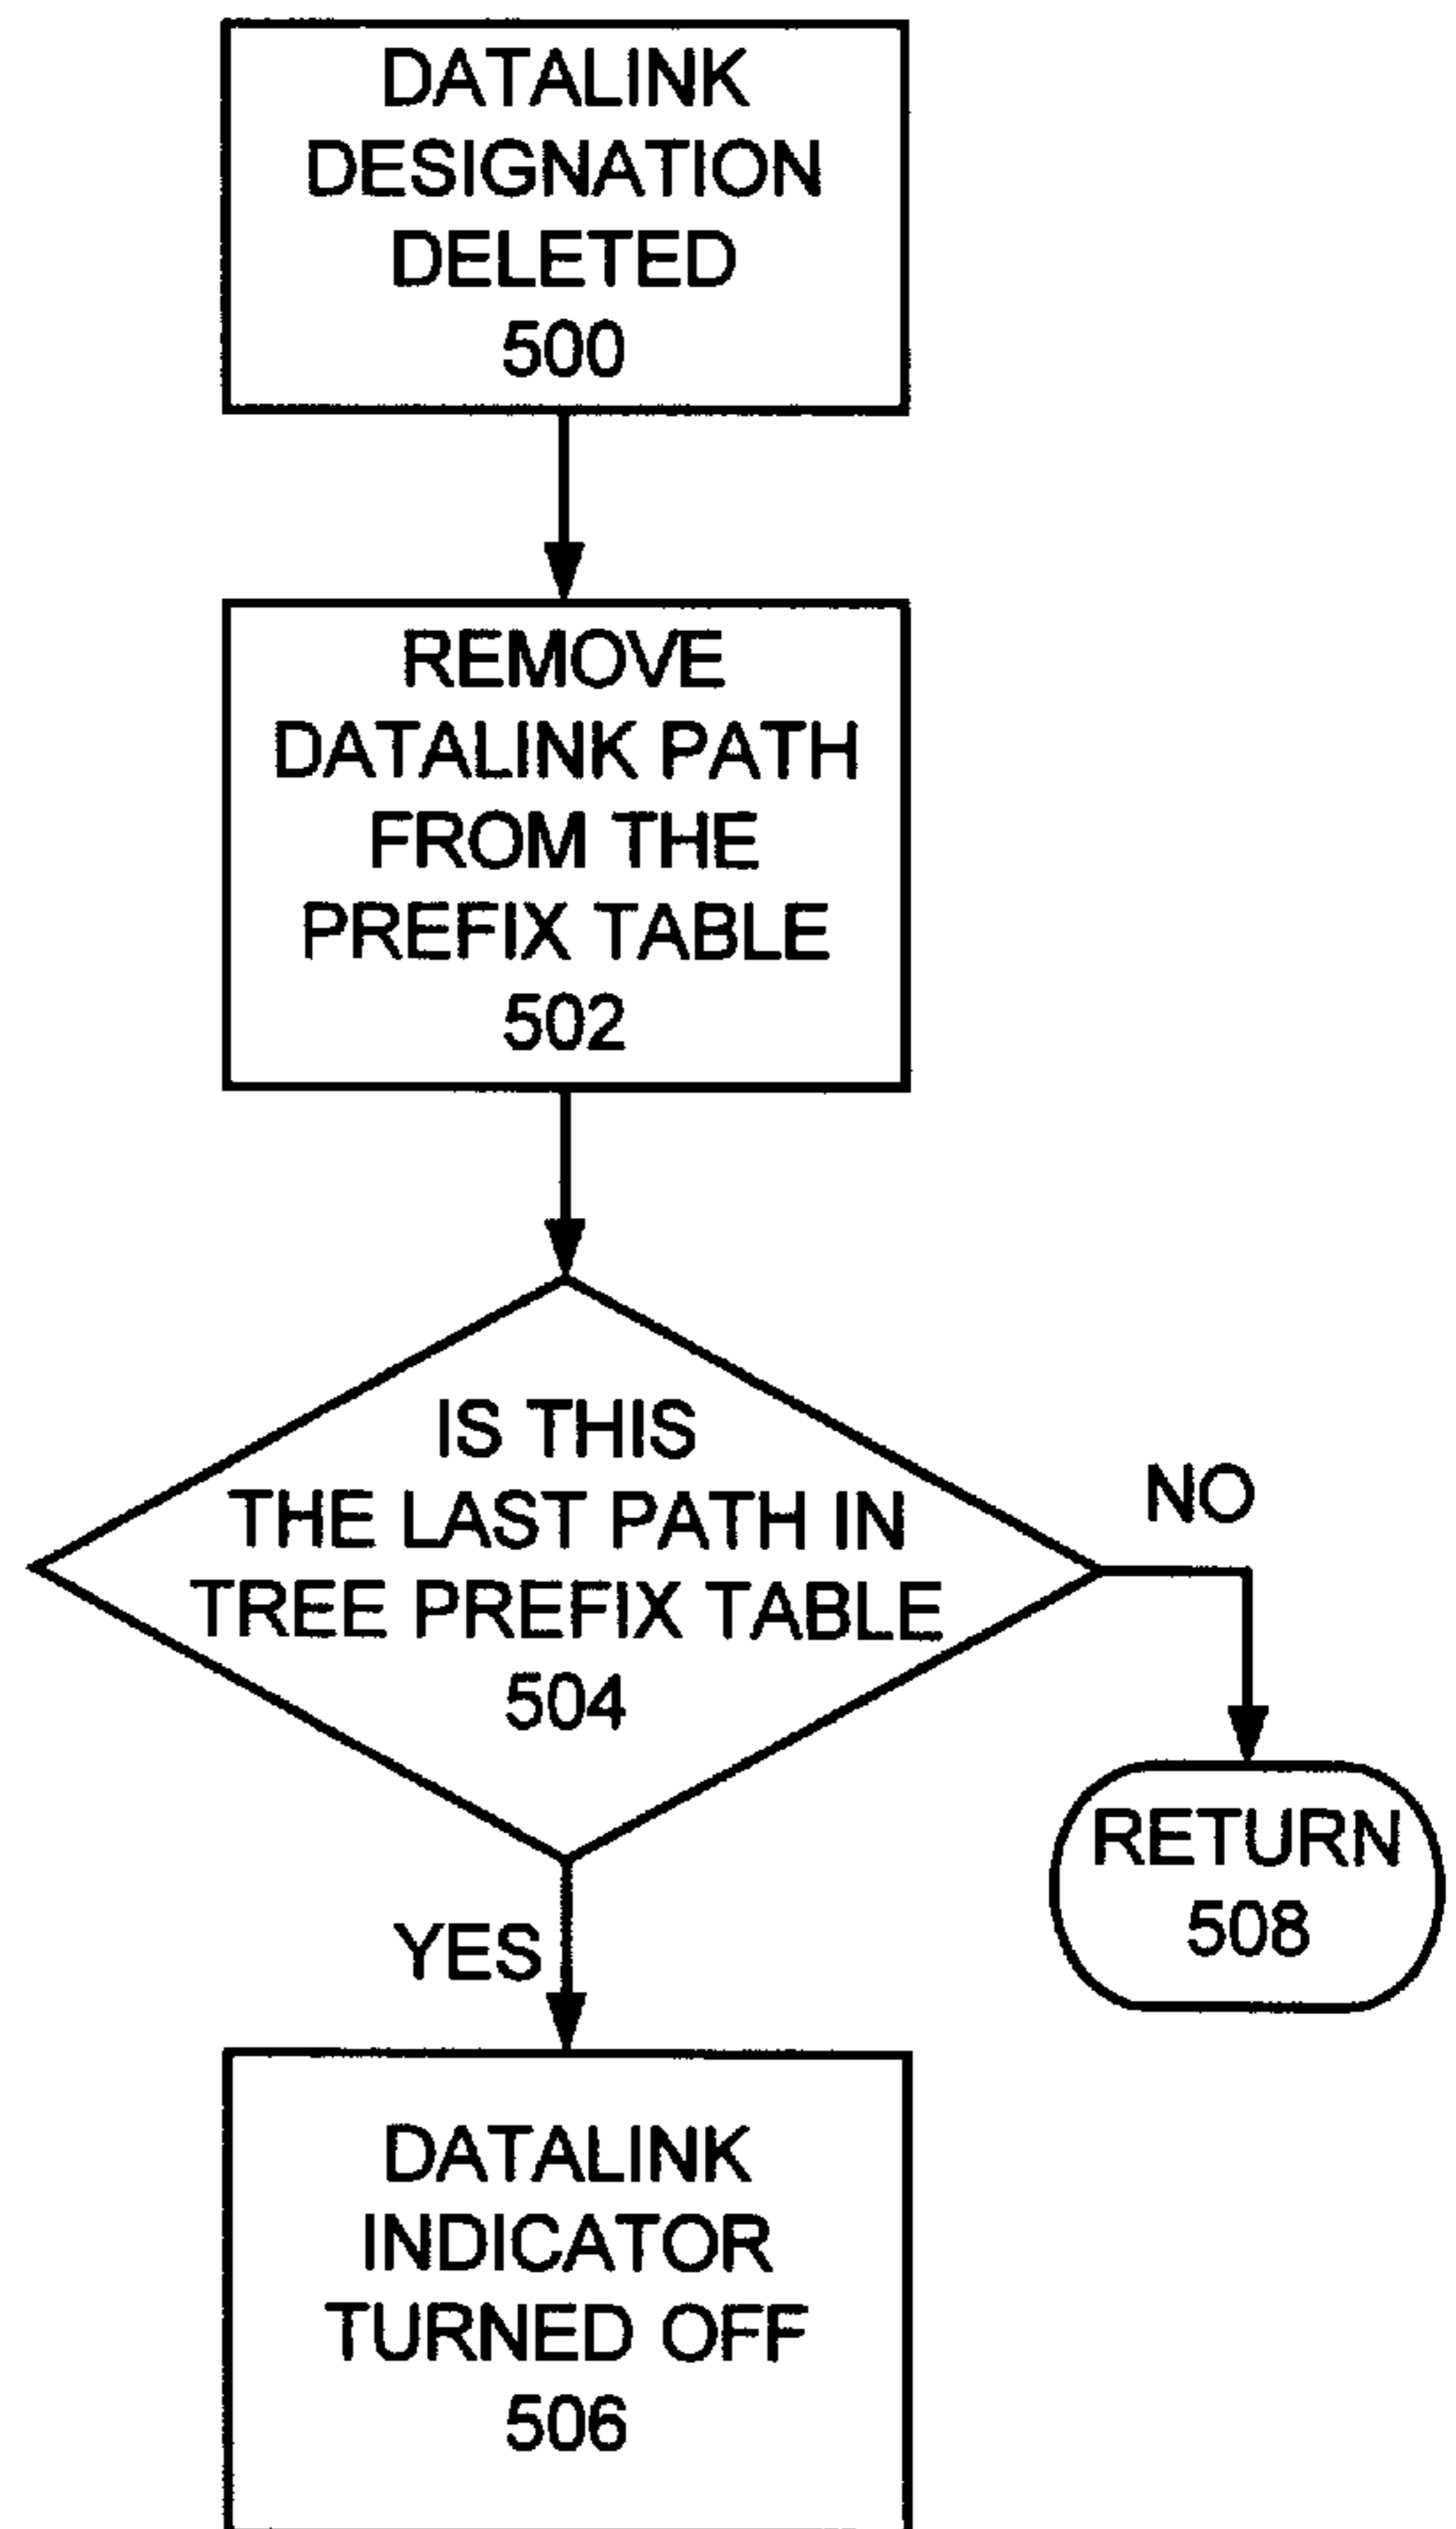 DATALINK
DESIGNATION
DELETED
500
REMOVE
DATALINK PATH
FROM THE
PREFIX TABLE
502
IS THIS
THE LAST PATH IN
TREE PREFIX TABLE
504
NO
RETURN
508
YES
DATALINK
INDICATOR
TURNED OFF
506